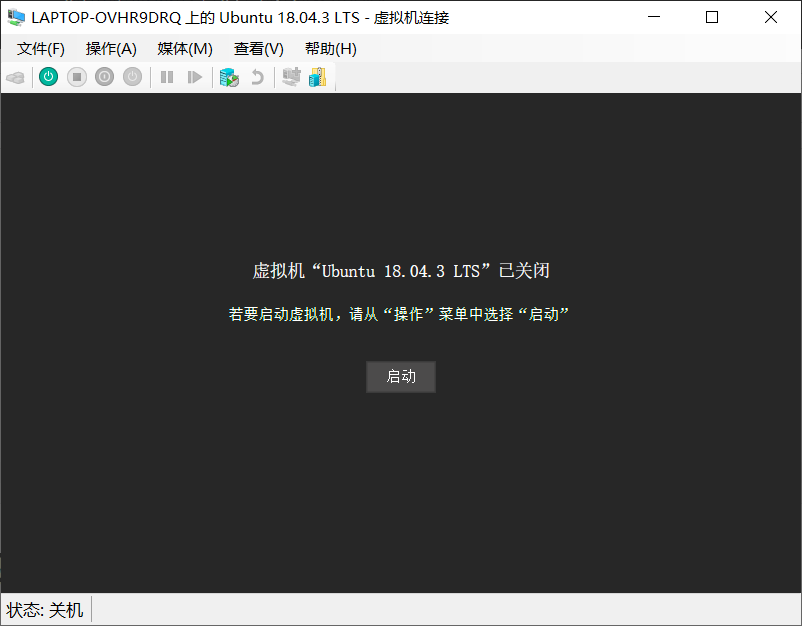 LAPTOP-OVHR9DRQ 上的 Ubuntu 18.04.3 LTS - 虚拟机连接
文件(F) 操作(A) 媒体(M) 查看(V) 帮助(H)
虚拟机“Ubuntu 18.04.3 LTS”已关闭
若要启动虚拟机，请从“操作”菜单中选择“启动”
启动
状态: 关机